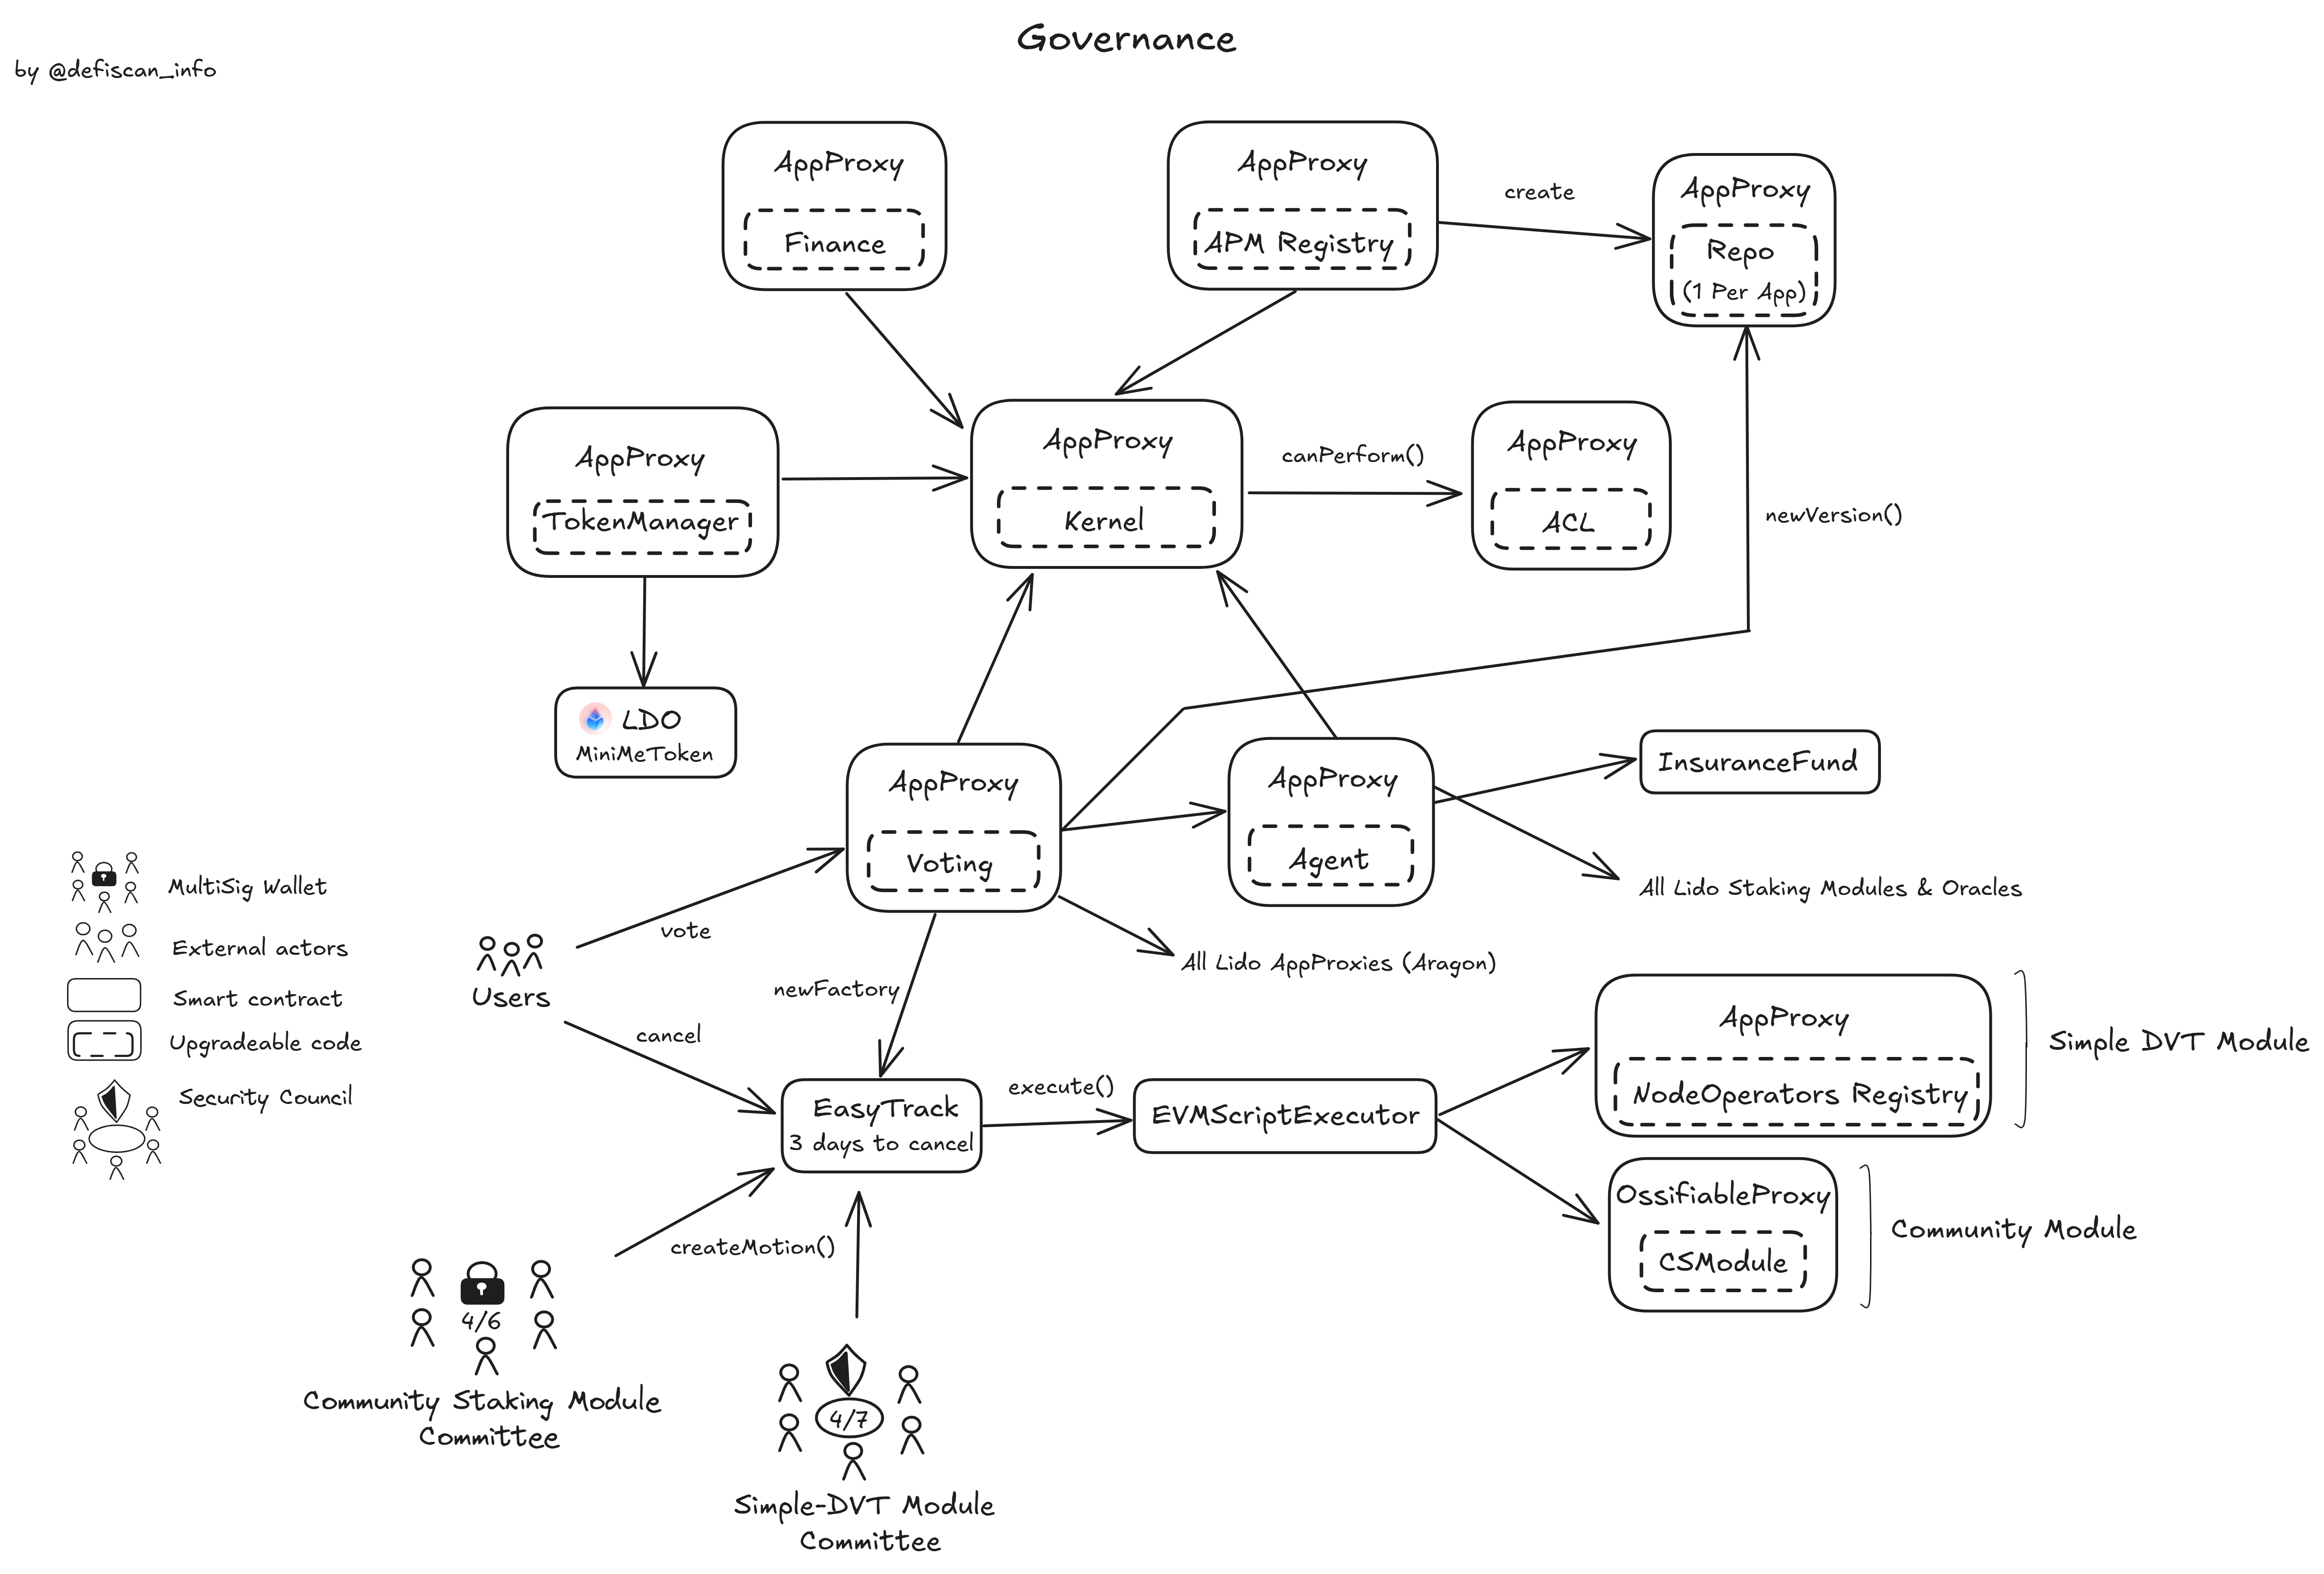 Governance
by @defiscan_info
AppProxy
Finance
AppProxy
APM Registry
create
AppProxy
Repo
(1 Per App)
AppProxy
TokenManager
AppProxy
Kernel
canPerform()
AppProxy
ACL
newVersion()
LDO
MiniMeToken
AppProxy
Voting
AppProxy
Agent
InsuranceFund
All Lido Staking Modules & Oracles
All Lido AppProxies (Aragon)
MultiSig Wallet
External actors
Smart contract
Upgradeable code
Security Council
vote
Users
cancel
newFactory
EasyTrack
3 days to cancel
execute()
EVMScriptExecutor
AppProxy
NodeOperators Registry
Simple DVT Module
OssifiableProxy
CSModule
Community Module
createMotion()
4/6
Community Staking Module
Committee
4/7
Simple-DVT Module
Committee